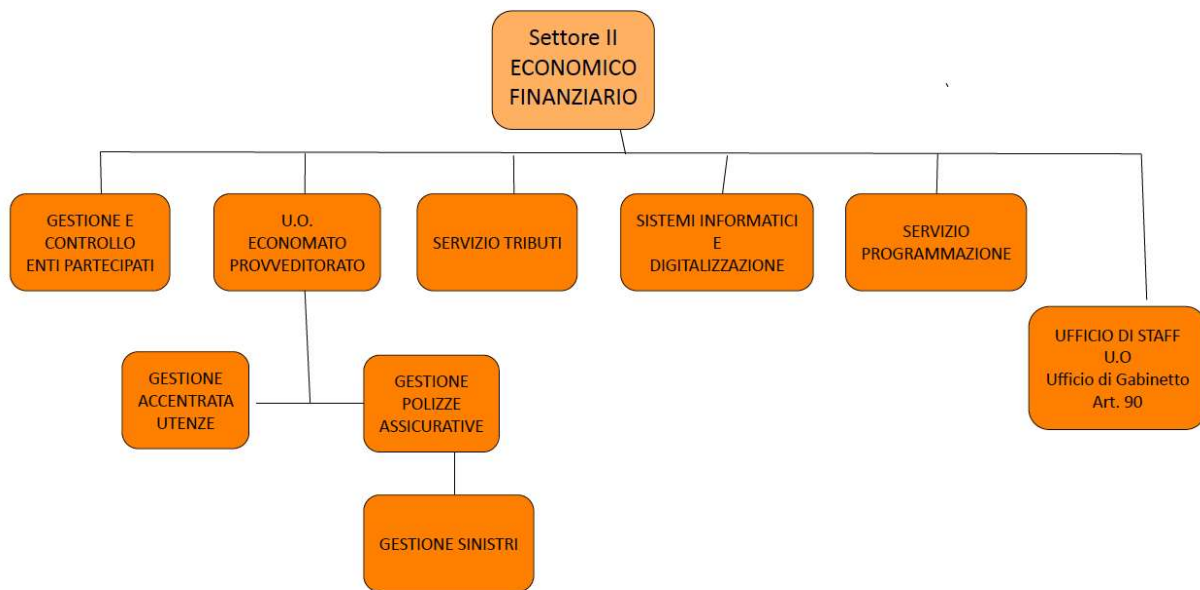 Settore II
ECONOMICO
FINANZIARIO
GESTIONE E
CONTROLLO
ENTI PARTECIPATI
U.O.
ECONOMATO
PROVVEDITORATO
SERVIZIO TRIBUTI
SISTEMI INFORMATICI
E
DIGITALIZZAZIONE
SERVIZIO
PROGRAMMAZIONE
UFFICIO DI STAFF
U.O
Ufficio di Gabinetto
Art. 90
GESTIONE
ACCENTRATA
UTENZE
GESTIONE
POLIZZE
ASSICURATIVE
GESTIONE SINISTRI